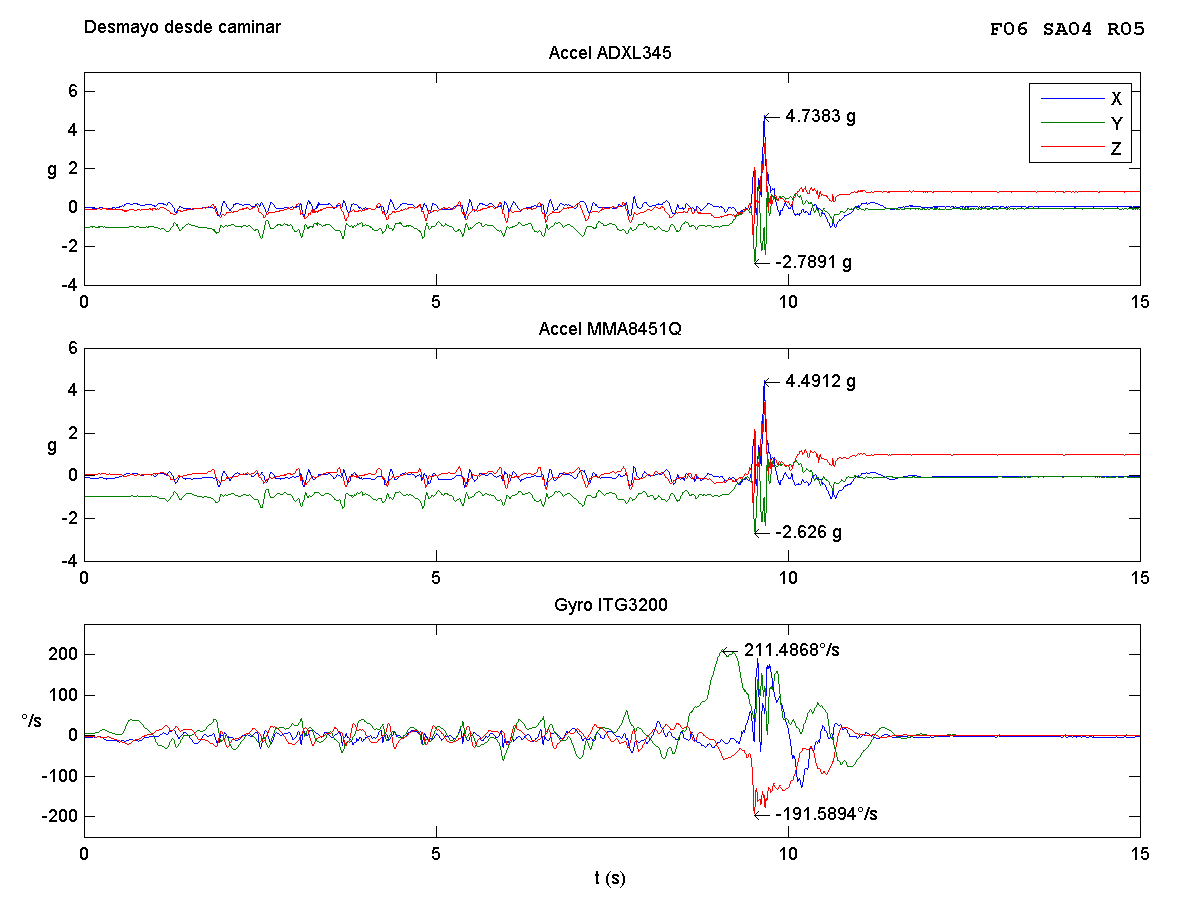 Desmayo desde caminar
F06 SA04 R05
Accel ADXL345
6
4
2
0
-2
-4
g
0
5
10
15
4.7383 g
-2.7891 g
X
Y
Z
Accel MMA8451Q
6
4
2
0
-2
-4
g
0
5
10
15
4.4912 g
-2.626 g
Gyro ITG3200
200
100
0
-100
-200
°/s
0
5
10
15
211.4868°/s
-191.5894°/s
t (s)